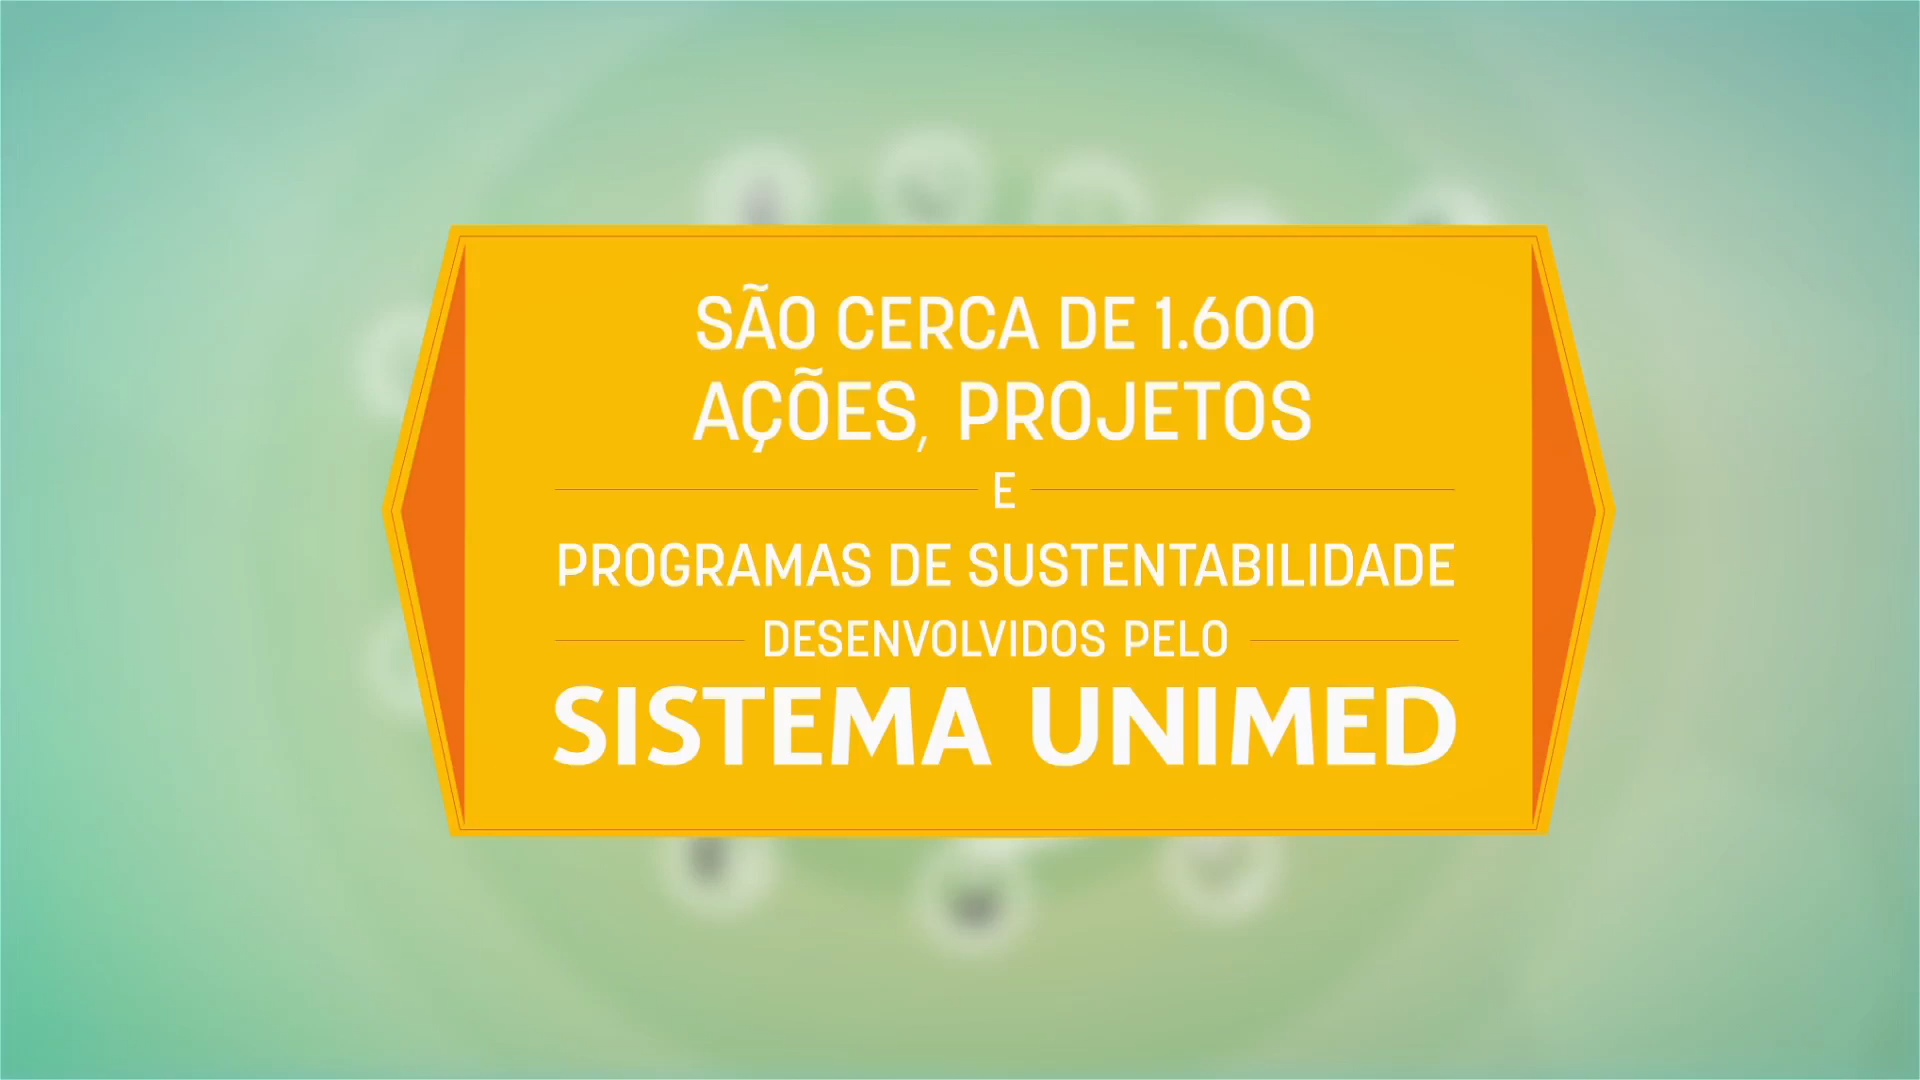 SÃO CERCA DE 1.600
AÇÕES, PROJETOS
E
PROGRAMAS DE SUSTENTABILIDADE
DESENVOLVIDOS PELO
SISTEMA UNIMED